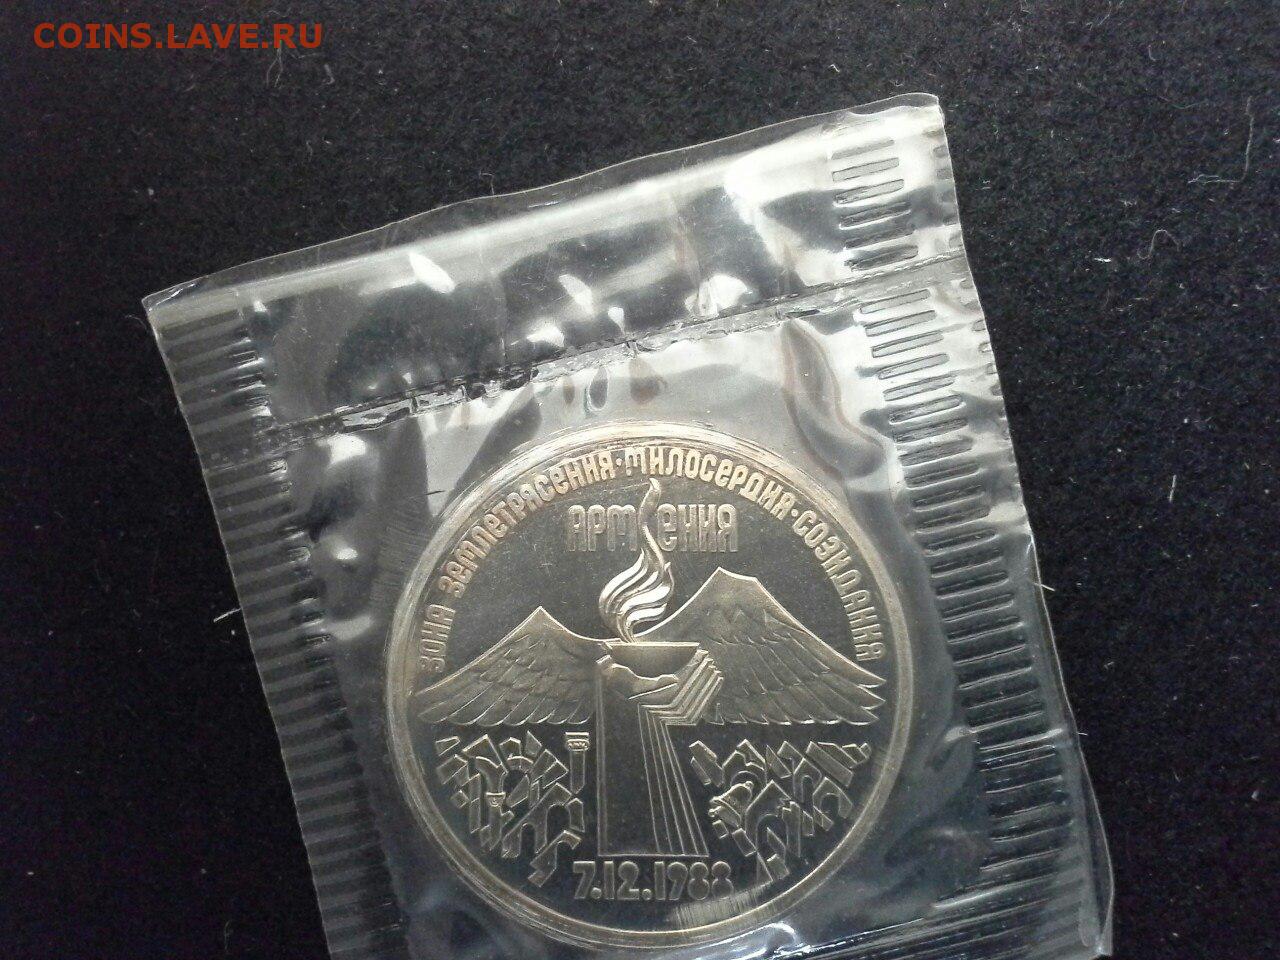 COINS.LAVE.RU
ЗОНА ЗЕМЛЕТРЯСЕНИЯ·МИЛОСЕРДИЯ·СОЗИДАНИЯ
АРМЕНИЯ
7.12.1988